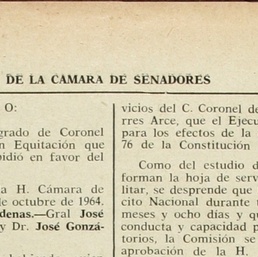 DE LA CAMARA DE SENADORES
O:
grado de Coronel
n Equitación que
pidió en favor del
a H. Cámara de
de octubre de 1964.
denas.—Gral José
y Dr. José Gonzá-
vicios del C. Coronel de
rres Arce, que el Ejecu
para los efectos de la
76 de la Constitución
Como del estudio d
forman la hoja de serv
litar, se desprende que
cito Nacional durante
meses y ocho días y qu
conducta y capacidad p
torios, la Comisión se
aprobación de la H.